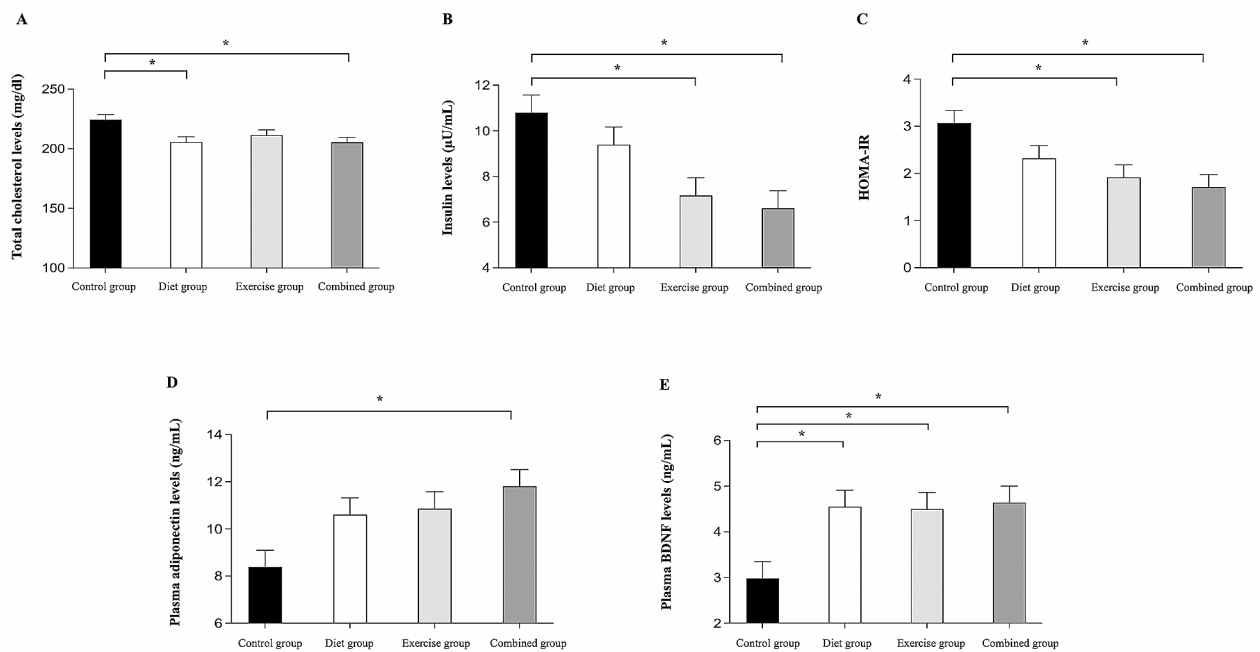 A
*
*
Total cholesterol levels (mg/dl)
250
200
150
100
Control group Diet group Exercise group Combined group
B
*
*
Insulin levels (µU/mL)
12
10
8
6
4
Control group Diet group Exercise group Combined group
C
*
*
HOMA-IR
4
3
2
1
0
Control group Diet group Exercise group Combined group
D
*
Plasma adiponectin levels (ng/mL)
14
12
10
8
6
Control group Diet group Exercise group Combined group
E
*
*
*
Plasma BDNF levels (ng/mL)
6
5
4
3
2
Control group Diet group Exercise group Combined group